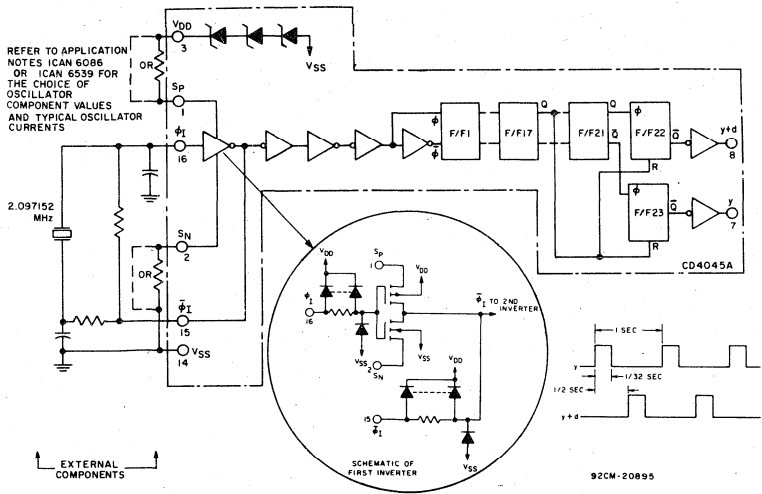 REFER TO APPLICATION
NOTES ICAN 6086
OR ICAN 6539 FOR
THE CHOICE OF
OSCILLATOR
COMPONENT VALUES
AND TYPICAL OSCILLATOR
CURRENTS
OR
VDD
3
VSS
SP
1
ϕI
16
2.097152
MHz
SN
2
OR
ϕ̅I
15
VSS
14
ϕ
ϕ̅
F/F1
F/F17
Q
F/F21
Q
Q̅
ϕ
F/F22
Q̅
R
y+d
8
ϕ
F/F23
Q̅
R
y
7
CD4045A
SP
1
VDD
VDD
ϕI
16
ϕ̅I TO 2ND
INVERTER
VSS
VSS
2
SN
VDD
15
ϕ̅I
VSS
SCHEMATIC OF
FIRST INVERTER
1 SEC
y
1/32 SEC
1/2 SEC
y+d
EXTERNAL
COMPONENTS
92CM-20895